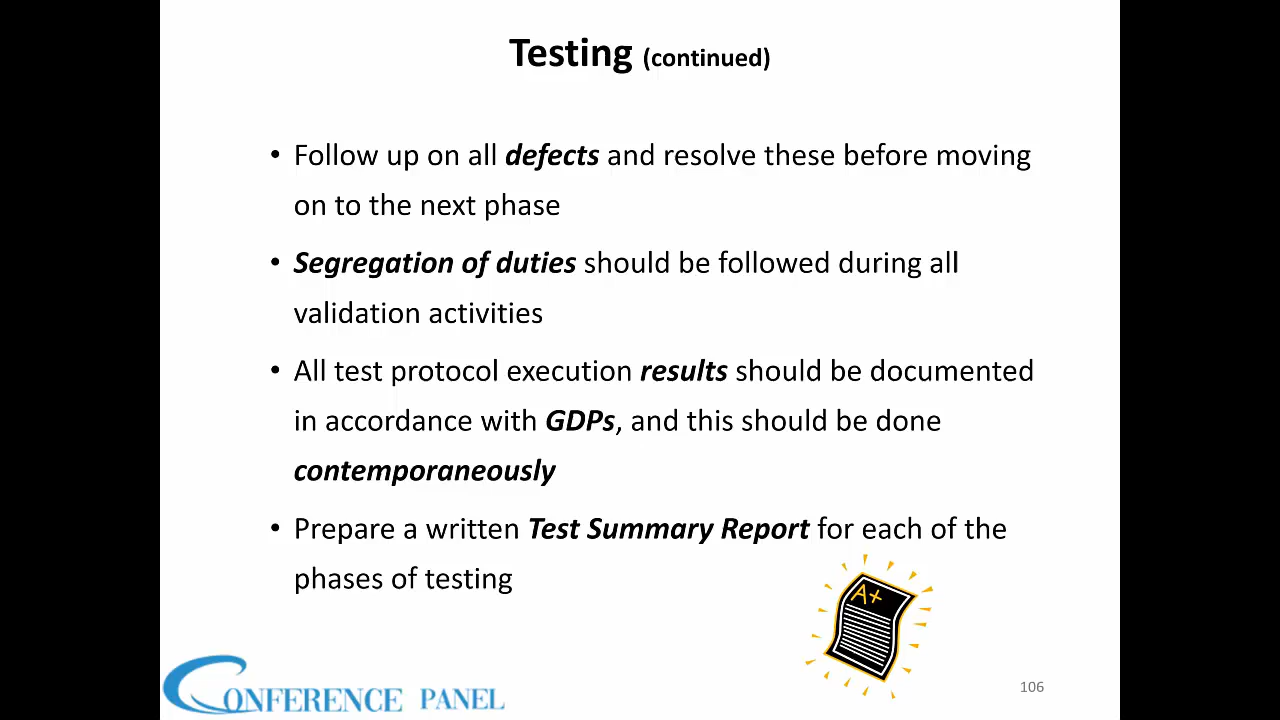 Testing (continued)
• Follow up on all defects and resolve these before moving
on to the next phase
• Segregation of duties should be followed during all
validation activities
• All test protocol execution results should be documented
in accordance with GDPs, and this should be done
contemporaneously
• Prepare a written Test Summary Report for each of the
phases of testing
A+
CONFERENCE PANEL
106